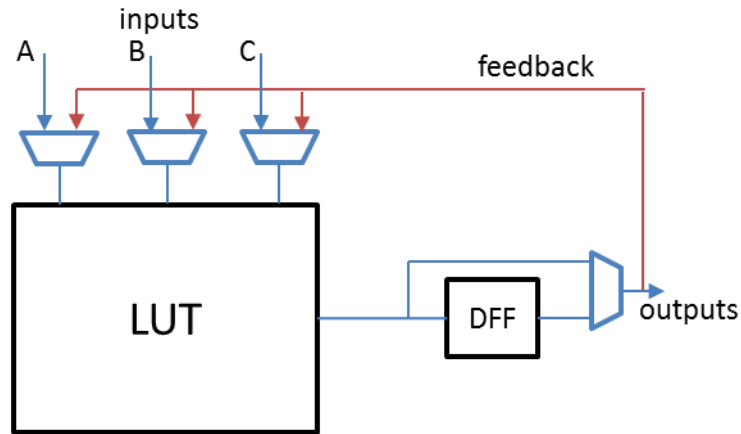 inputs
A B C
feedback
LUT
DFF
outputs